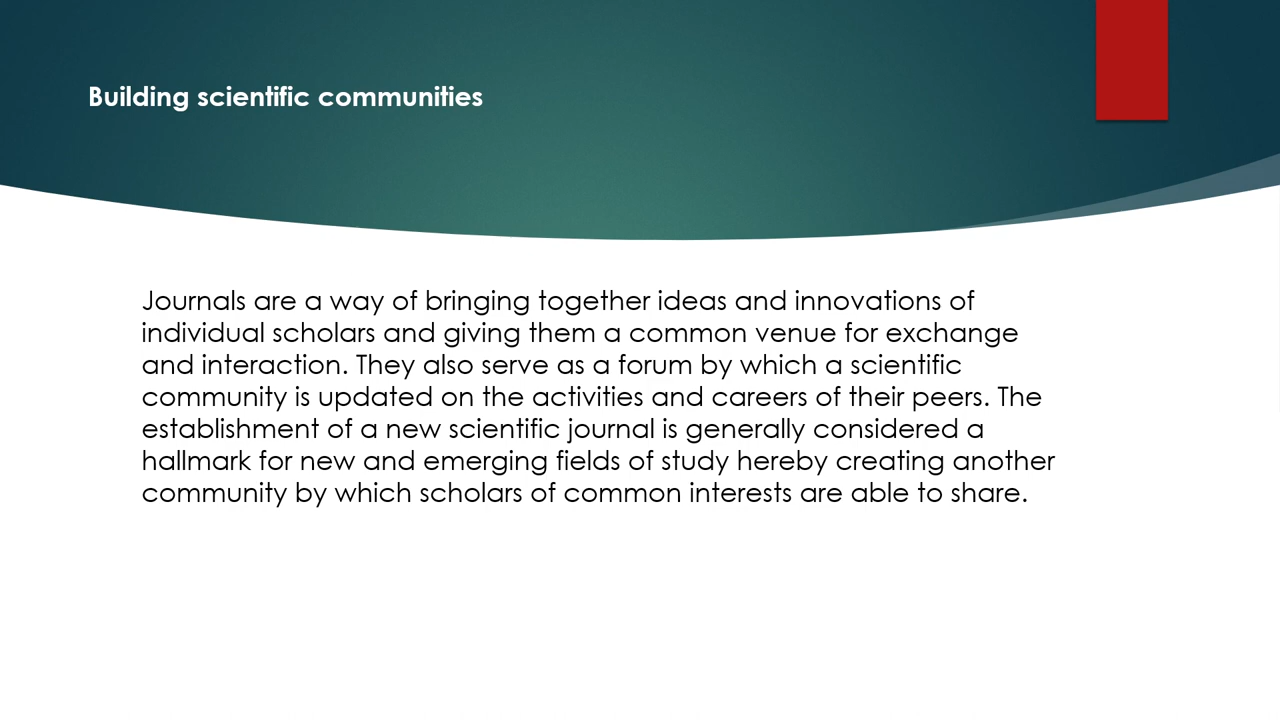 Building scientific communities
Journals are a way of bringing together ideas and innovations of
individual scholars and giving them a common venue for exchange
and interaction. They also serve as a forum by which a scientific
community is updated on the activities and careers of their peers. The
establishment of a new scientific journal is generally considered a
hallmark for new and emerging fields of study hereby creating another
community by which scholars of common interests are able to share.